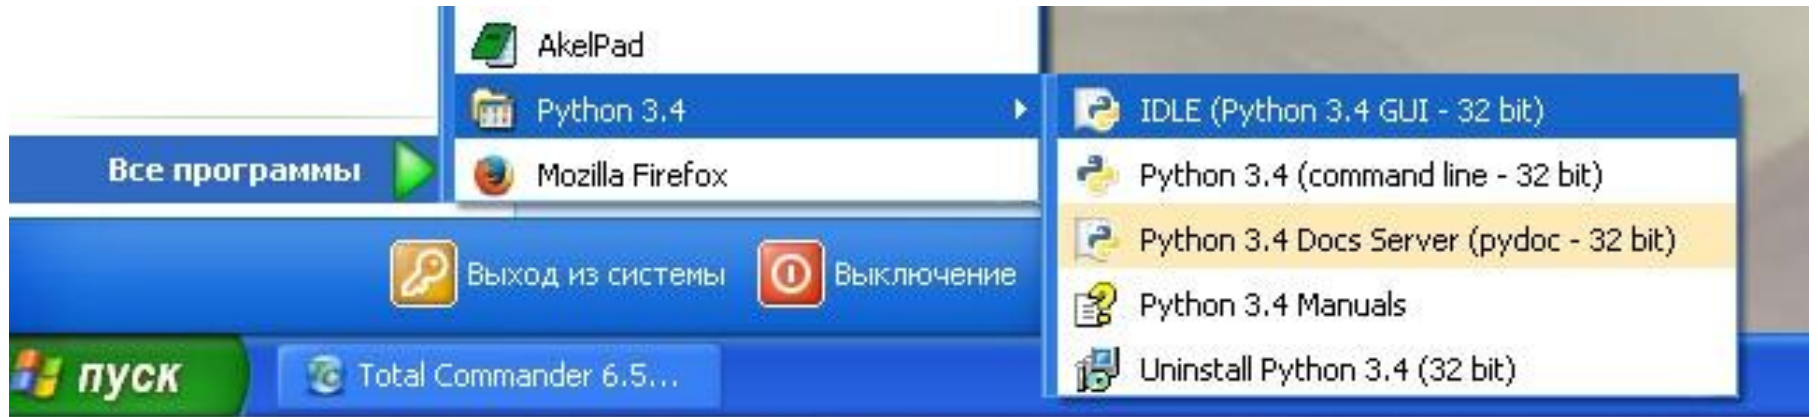 AkelPad
Python 3.4
IDLE (Python 3.4 GUI - 32 bit)
Все программы
Mozilla Firefox
Python 3.4 (command line - 32 bit)
Python 3.4 Docs Server (pydoc - 32 bit)
Выход из системы
Выключение
Python 3.4 Manuals
пуск
Total Commander 6.5...
Uninstall Python 3.4 (32 bit)